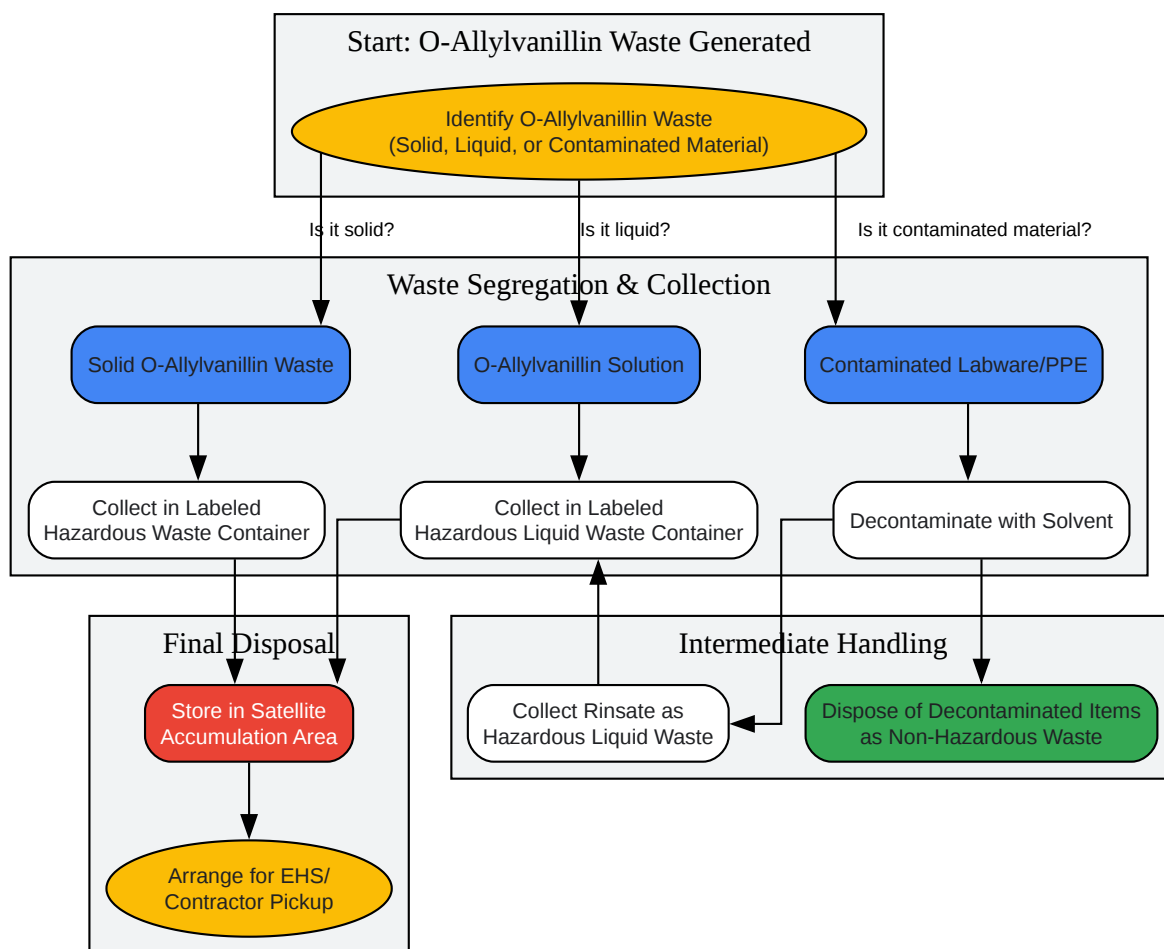 Start: O-Allylvanillin Waste Generated
Identify O-Allylvanillin Waste
(Solid, Liquid, or Contaminated Material)
Is it solid?
Is it liquid?
Is it contaminated material?
Waste Segregation & Collection
Solid O-Allylvanillin Waste
O-Allylvanillin Solution
Contaminated Labware/PPE
Collect in Labeled
Hazardous Waste Container
Collect in Labeled
Hazardous Liquid Waste Container
Decontaminate with Solvent
Final Disposal
Intermediate Handling
Store in Satellite
Accumulation Area
Collect Rinsate as
Hazardous Liquid Waste
Dispose of Decontaminated Items
as Non-Hazardous Waste
Arrange for EHS/
Contractor Pickup